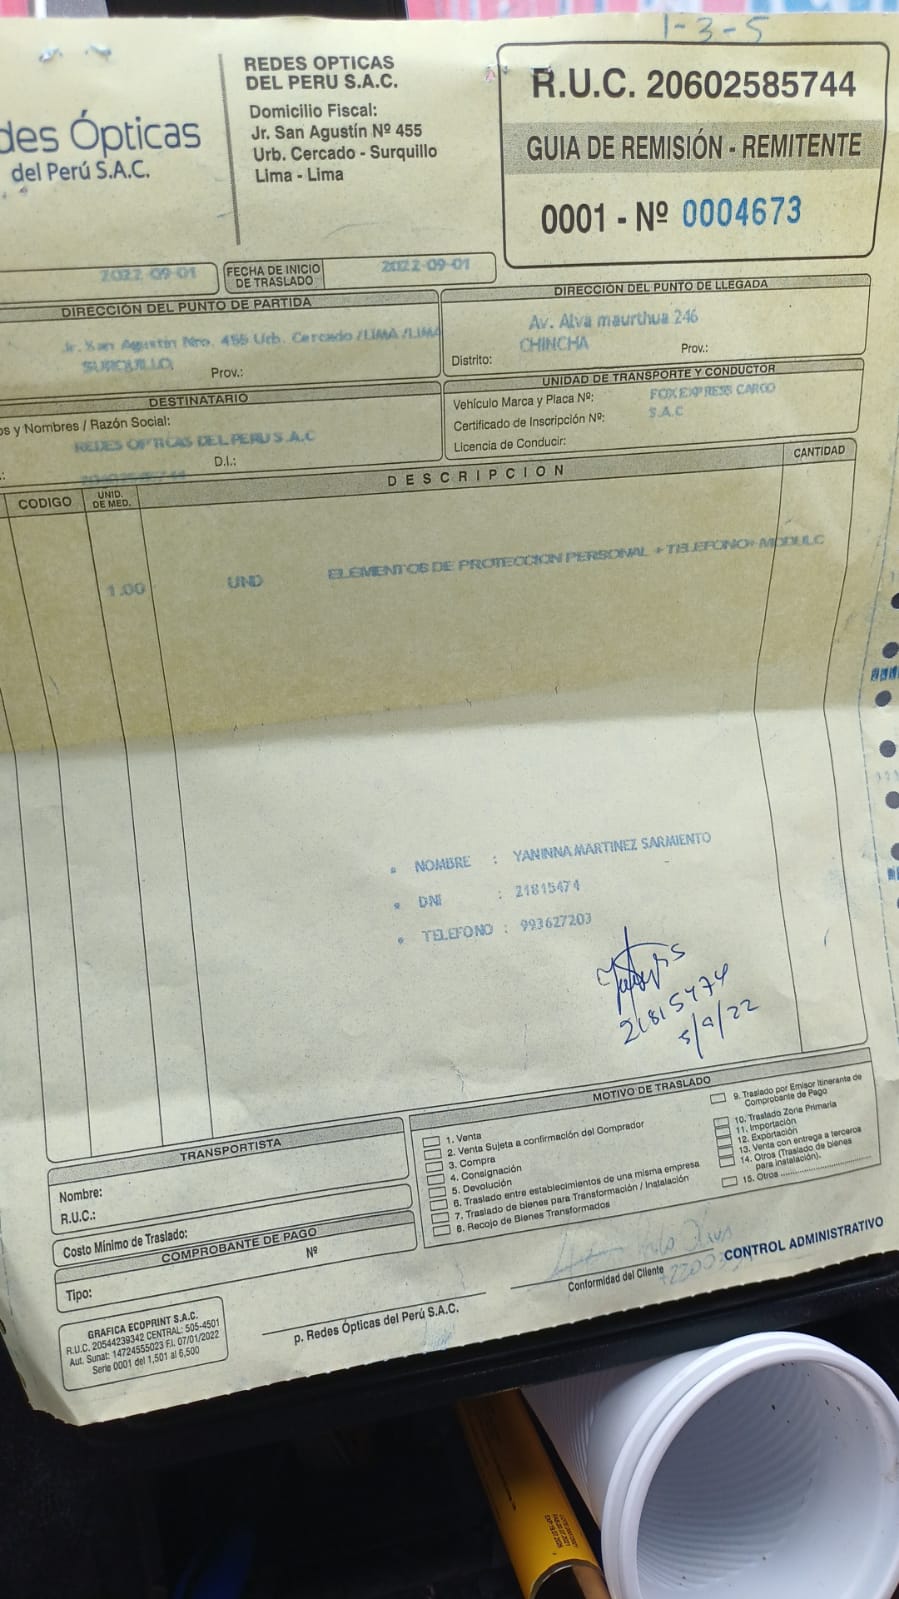 1-3-5
des Ópticas
del Perú S.A.C.
REDES OPTICAS
DEL PERU S.A.C.
Domicilio Fiscal:
Jr. San Agustín Nº 455
Urb. Cercado - Surquillo
Lima - Lima
R.U.C. 20602585744
GUIA DE REMISIÓN - REMITENTE
0001 - Nº 0004673
2022-09-01
FECHA DE INICIO
DE TRASLADO
2022-09-01
DIRECCIÓN DEL PUNTO DE PARTIDA
Jr. San Agustin Nro. 455 Urb. Cercado /LIMA /LIMA
SURQUILLO,
Prov.:
DIRECCIÓN DEL PUNTO DE LLEGADA
Av. Alva maurthua 246
CHINCHA
Distrito:
Prov.:
DESTINATARIO
os y Nombres / Razón Social:
REDES OPTICAS DEL PERU S.A.C
D.I.:
UNIDAD DE TRANSPORTE Y CONDUCTOR
Vehículo Marca y Placa Nº: FOX EXPRESS CARGO
S.A.C
Certificado de Inscripción Nº:
Licencia de Conducir:
CODIGO
UNID.
DE MED.
DESCRIPCION
CANTIDAD
1.00 UND ELEMENTOS DE PROTECCION PERSONAL + TELEFONO+ MODULC
* NOMBRE : YANINNA MARTINEZ SARMIENTO
* DNI : 21815474
* TELEFONO : 993627203
21815474
5/9/22
TRANSPORTISTA
Nombre:
R.U.C.:
Costo Mínimo de Traslado:
COMPROBANTE DE PAGO
Tipo:
Nº
MOTIVO DE TRASLADO
1. Venta
2. Venta Sujeta a confirmación del Comprador
3. Compra
4. Consignación
5. Devolución
6. Traslado entre establecimientos de una misma empresa
7. Traslado de bienes para Transformación / Instalación
8. Recojo de Bienes Transformados
9. Traslado por Emisor Itinerante de
Comprobante de Pago
10. Traslado Zona Primaria
11. Importación
12. Exportación
13. Venta con entrega a terceros
14. Otros (Traslado de bienes
para instalación).
15. Otros
GRAFICA ECOPRINT S.A.C.
R.U.C. 20544239342 CENTRAL: 505-4501
Aut. Sunat: 14724555023 F.I. 07/01/2022
Serie 0001 del 1,501 al 6,500
p. Redes Ópticas del Perú S.A.C.
Conformidad del Cliente
CONTROL ADMINISTRATIVO